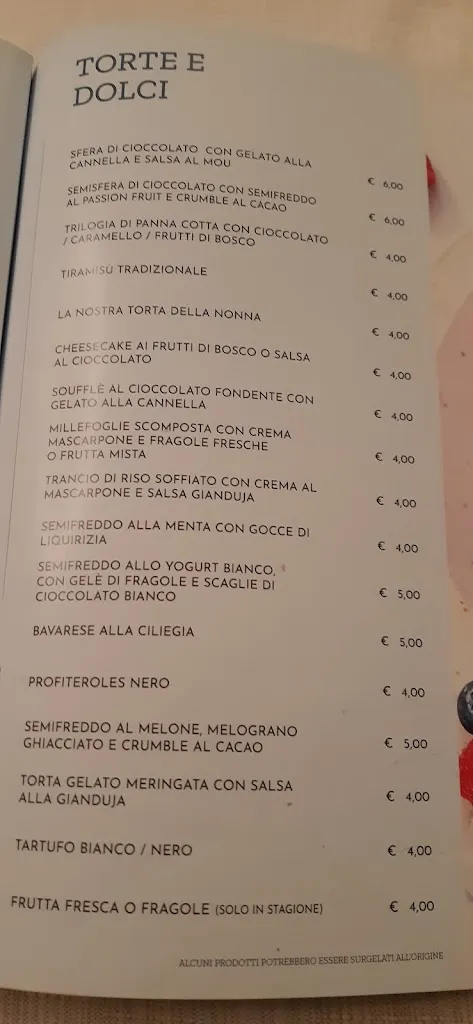 TORTE E
DOLCI
SFERA DI CIOCCOLATO CON GELATO ALLA
CANNELLA E SALSA AL MOU
€ 6,00
SEMISFERA DI CIOCCOLATO CON SEMIFREDDO
AL PASSION FRUIT E CRUMBLE AL CACAO
€ 6,00
TRILOGIA DI PANNA COTTA CON CIOCCOLATO
/ CARAMELLO / FRUTTI DI BOSCO
€ 4,00
TIRAMISÙ TRADIZIONALE
€ 4,00
LA NOSTRA TORTA DELLA NONNA
€ 4,00
CHEESECAKE AI FRUTTI DI BOSCO O SALSA
AL CIOCCOLATO
€ 4,00
SOUFFLÈ AL CIOCCOLATO FONDENTE CON
GELATO ALLA CANNELLA
€ 4,00
MILLEFOGLIE SCOMPOSTA CON CREMA
MASCARPONE E FRAGOLE FRESCHE
O FRUTTA MISTA
€ 4,00
TRANCIO DI RISO SOFFIATO CON CREMA AL
MASCARPONE E SALSA GIANDUJA
€ 4,00
SEMIFREDDO ALLA MENTA CON GOCCE DI
LIQUIRIZIA
€ 4,00
SEMIFREDDO ALLO YOGURT BIANCO,
CON GELÈ DI FRAGOLE E SCAGLIE DI
CIOCCOLATO BIANCO
€ 5,00
BAVARESE ALLA CILIEGIA
€ 5,00
PROFITEROLES NERO
€ 4,00
SEMIFREDDO AL MELONE, MELOGRANO
GHIACCIATO E CRUMBLE AL CACAO
€ 5,00
TORTA GELATO MERINGATA CON SALSA
ALLA GIANDUJA
€ 4,00
TARTUFO BIANCO / NERO
€ 4,00
FRUTTA FRESCA O FRAGOLE (SOLO IN STAGIONE)
€ 4,00
ALCUNI PRODOTTI POTREBBERO ESSERE SURGELATI ALL'ORIGINE